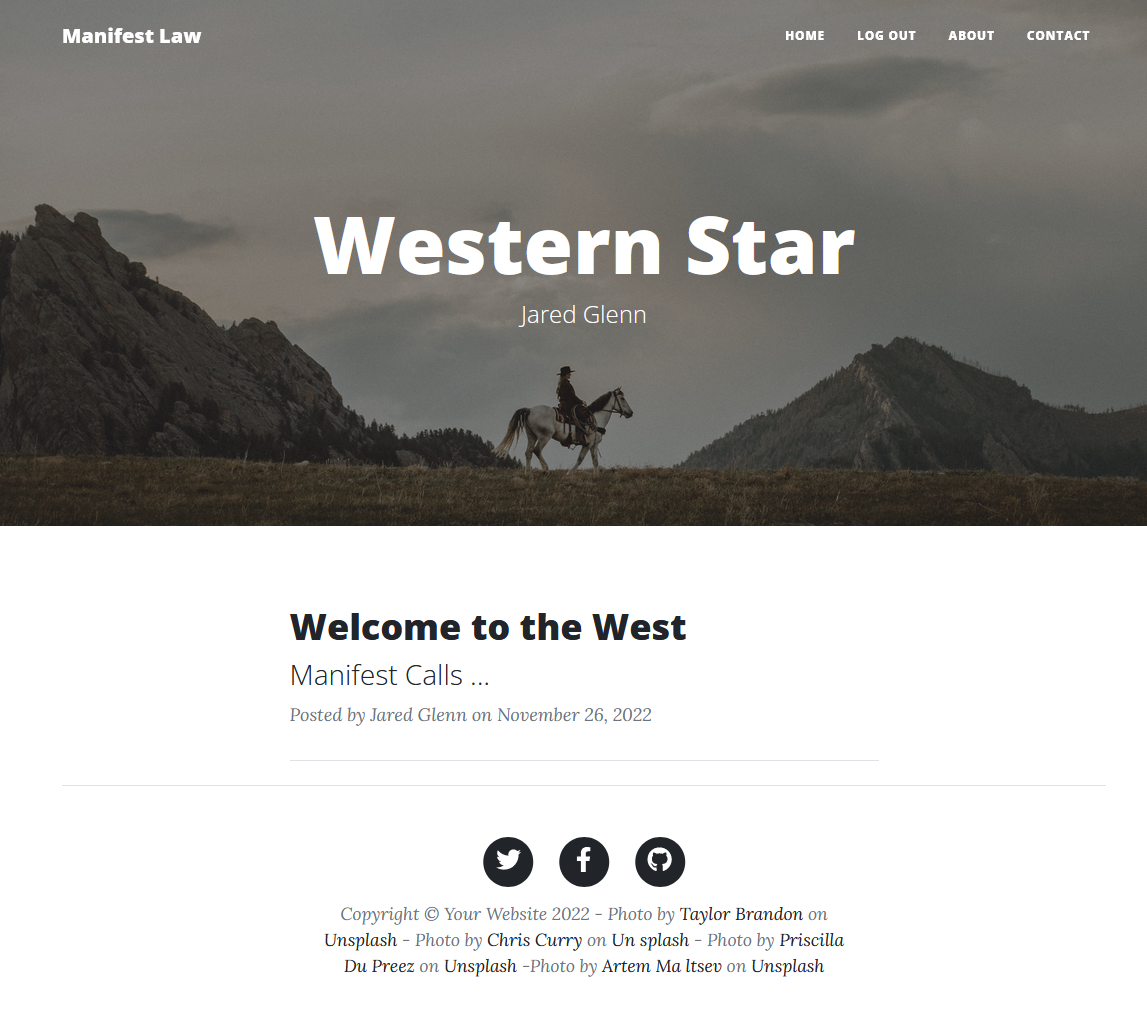 Manifest Law
HOME LOG OUT ABOUT CONTACT
Western Star
Jared Glenn
Welcome to the West
Manifest Calls ...
Posted by Jared Glenn on November 26, 2022
Copyright © Your Website 2022 - Photo by Taylor Brandon on
Unsplash - Photo by Chris Curry on Un splash - Photo by Priscilla
Du Preez on Unsplash -Photo by Artem Ma ltsev on Unsplash